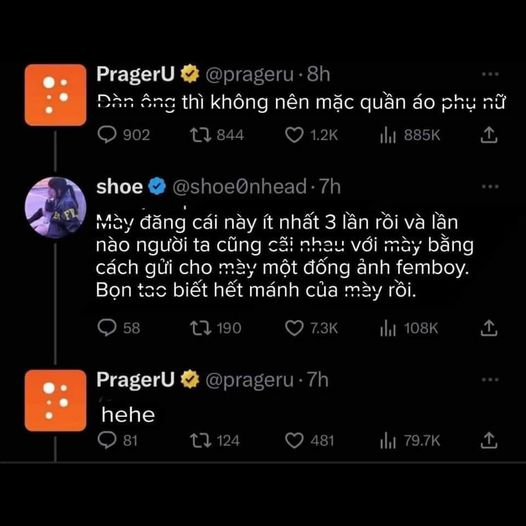 PragerU @prageru · 8h
Đàn ông thì không nên mặc quần áo phụ nữ
902 844 1.2K 885K
shoe @shoe0nhead · 7h
Mày đăng cái này ít nhất 3 lần rồi và lần
nào người ta cũng cãi nhau với mày bằng
cách gửi cho mày một đống ảnh femboy.
Bọn tao biết hết mánh của mày rồi.
58 190 7.3K 108K
PragerU @prageru · 7h
hehe
81 124 481 79.7K